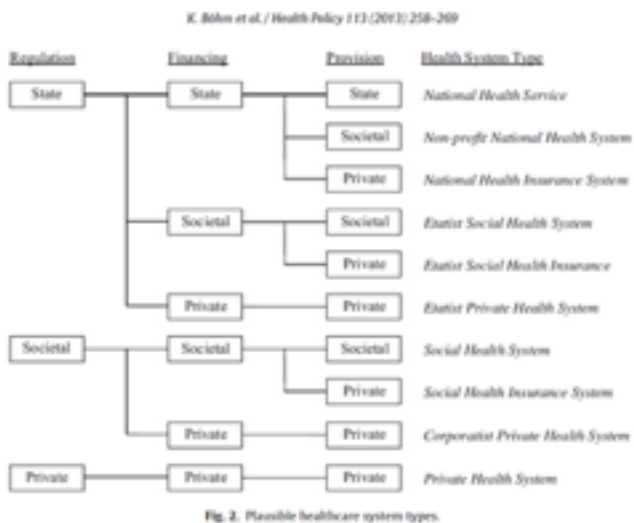 K. Böhm et al. / Health Policy 113 (2013) 258–269
Regulation Financing Provision Health System Type
State State State National Health Service
Societal Non-profit National Health System
Private National Health Insurance System
Societal Societal Etatist Social Health System
Private Etatist Social Health Insurance
Private Private Etatist Private Health System
Societal Societal Societal Social Health System
Private Social Health Insurance System
Private Private Corporatist Private Health System
Private Private Private Private Health System
Fig. 2. Plausible healthcare system types.